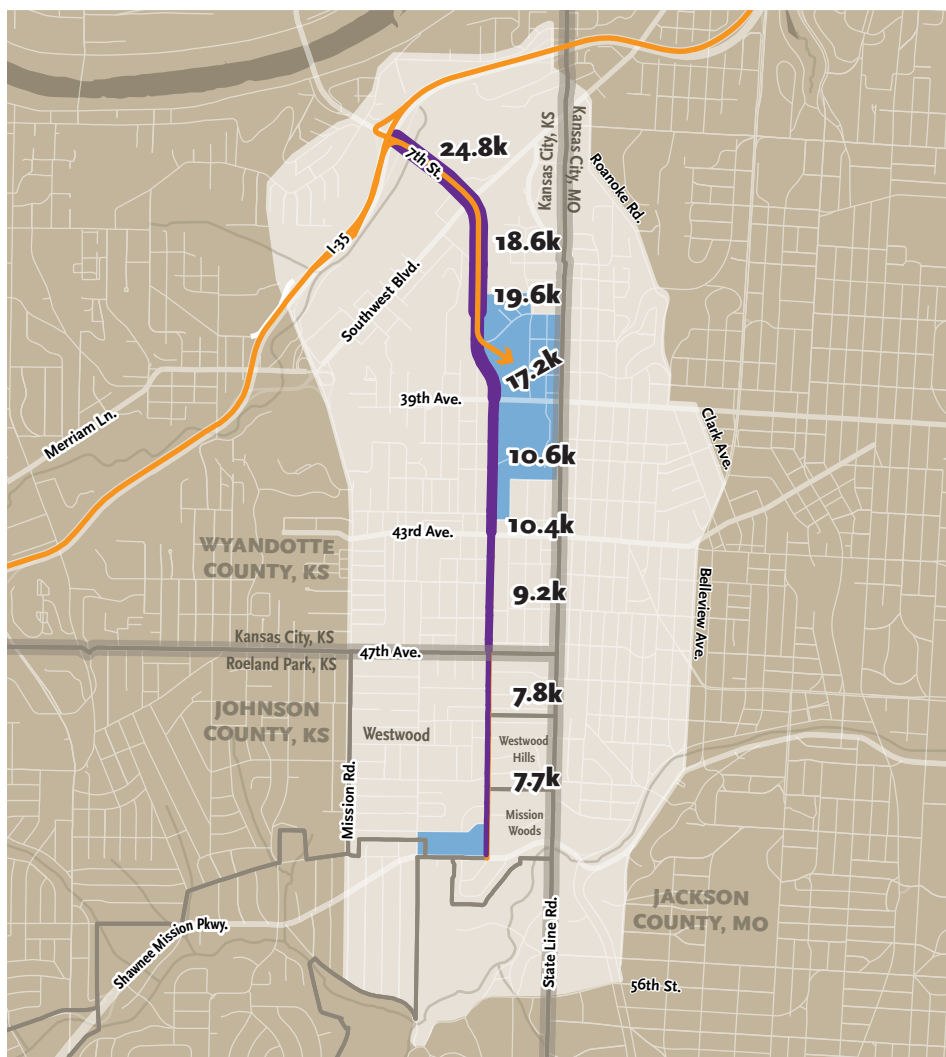 Kansas City, KS
Kansas City, MO
24.8k
7th St.
Roanoke Rd.
18.6k
I-35
19.6k
Southwest Blvd.
17.2k
39th Ave.
Merriam Ln.
Clark Ave.
10.6k
10.4k
43rd Ave.
WYANDOTTE
COUNTY, KS
9.2k
Belleview Ave.
Kansas City, KS
47th Ave.
Roeland Park, KS
7.8k
JOHNSON
COUNTY, KS
Westwood
Westwood
Hills
7.7k
Mission Rd.
Mission
Woods
JACKSON
COUNTY, MO
State Line Rd.
Shawnee Mission Pkwy.
56th St.